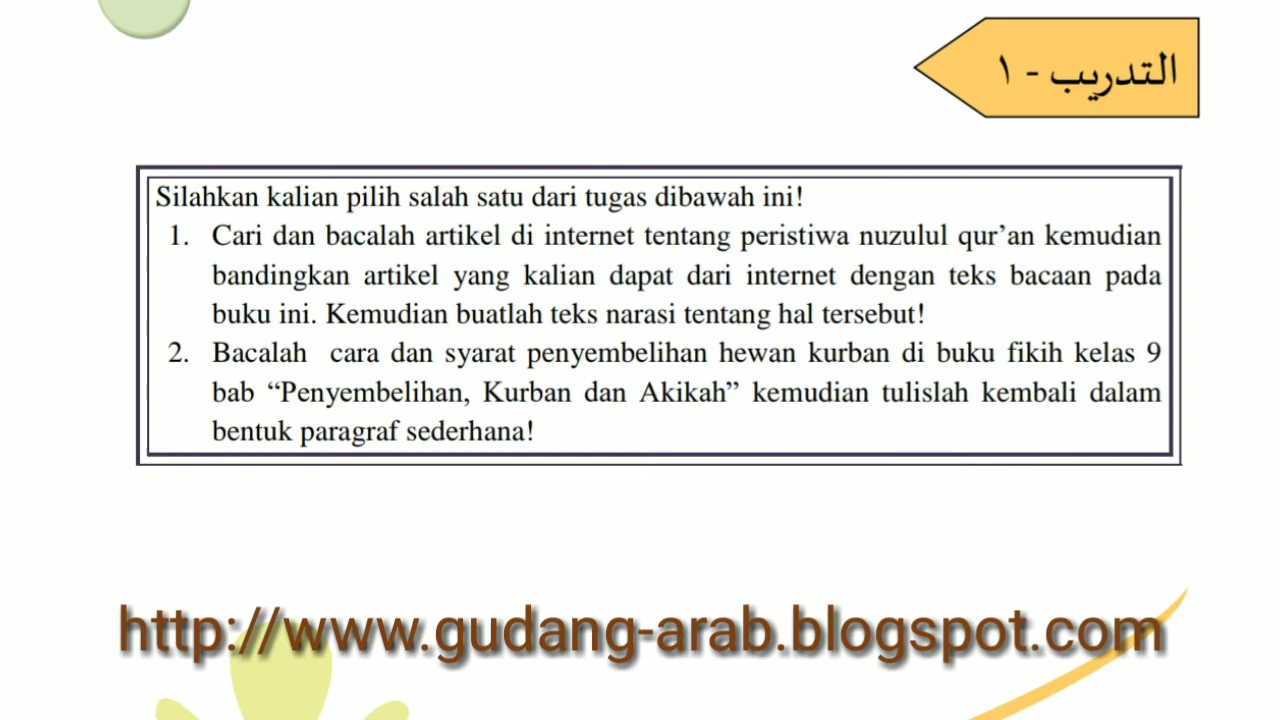 التدريب - ١
Silahkan kalian pilih salah satu dari tugas dibawah ini!
1. Cari dan bacalah artikel di internet tentang peristiwa nuzulul qur’an kemudian
bandingkan artikel yang kalian dapat dari internet dengan teks bacaan pada
buku ini. Kemudian buatlah teks narasi tentang hal tersebut!
2. Bacalah cara dan syarat penyembelihan hewan kurban di buku fikih kelas 9
bab “Penyembelihan, Kurban dan Akikah” kemudian tulislah kembali dalam
bentuk paragraf sederhana!
http://www.gudang-arab.blogspot.com